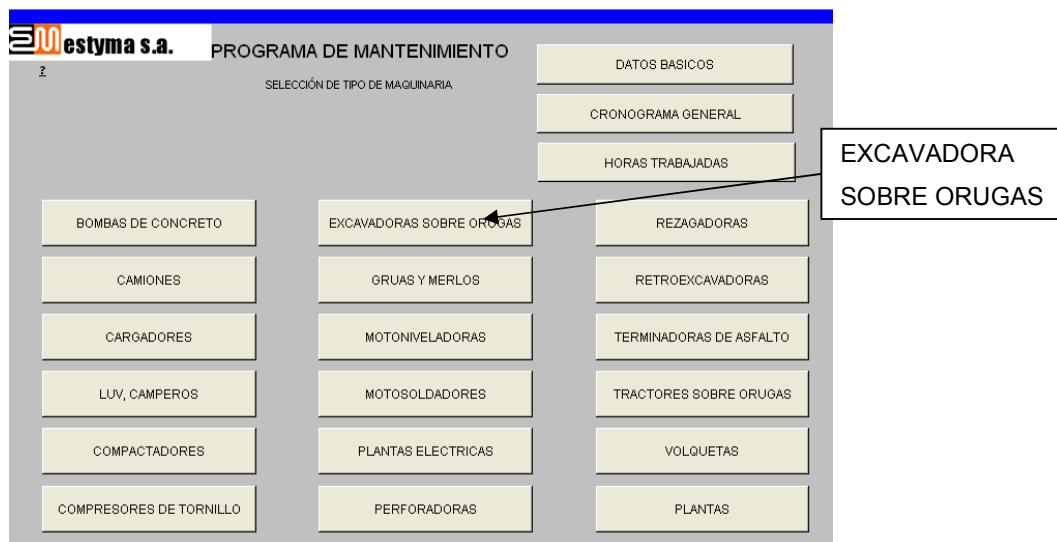 Mestyma s.a.
PROGRAMA DE MANTENIMIENTO
?
SELECCIÓN DE TIPO DE MAQUINARIA
DATOS BASICOS
CRONOGRAMA GENERAL
HORAS TRABAJADAS
EXCAVADORA
SOBRE ORUGAS
BOMBAS DE CONCRETO
EXCAVADORAS SOBRE ORUGAS
REZAGADORAS
CAMIONES
GRUAS Y MERLOS
RETROEXCAVADORAS
CARGADORES
MOTONIVELADORAS
TERMINADORAS DE ASFALTO
LUV, CAMPEROS
MOTOSOLDADORES
TRACTORES SOBRE ORUGAS
COMPACTADORES
PLANTAS ELECTRICAS
VOLQUETAS
COMPRESORES DE TORNILLO
PERFORADORAS
PLANTAS